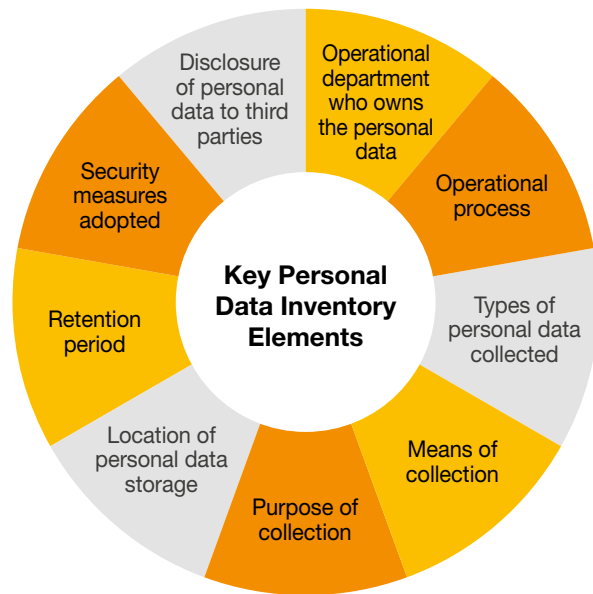 Key Personal
Data Inventory
Elements
Operational
department
who owns
the personal
data
Operational
process
Types of
personal data
collected
Means of
collection
Purpose of
collection
Location of
personal data
storage
Retention
period
Security
measures
adopted
Disclosure
of personal
data to third
parties